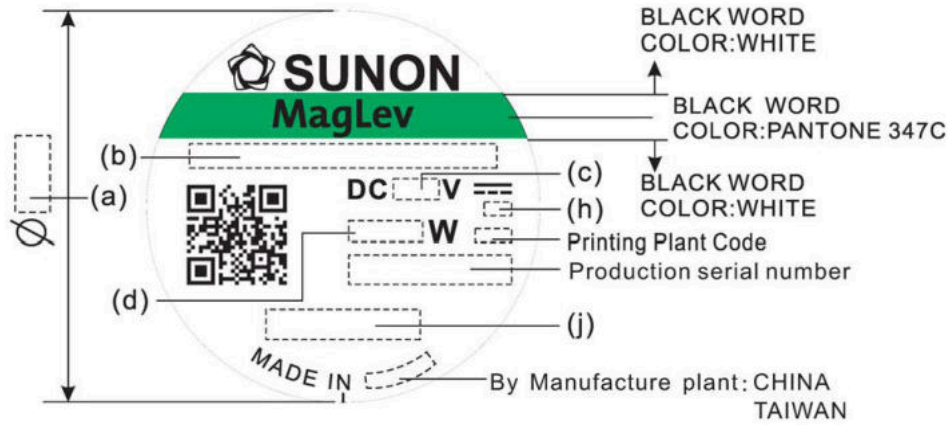 BLACK WORD
COLOR:WHITE
SUNON
MagLev
BLACK WORD
COLOR:PANTONE 347C
(b)
(c)
DC V
BLACK WORD
COLOR:WHITE
(a)
(h)
Ø
W
Printing Plant Code
Production serial number
(d)
(j)
MADE IN
By Manufacture plant: CHINA
TAIWAN